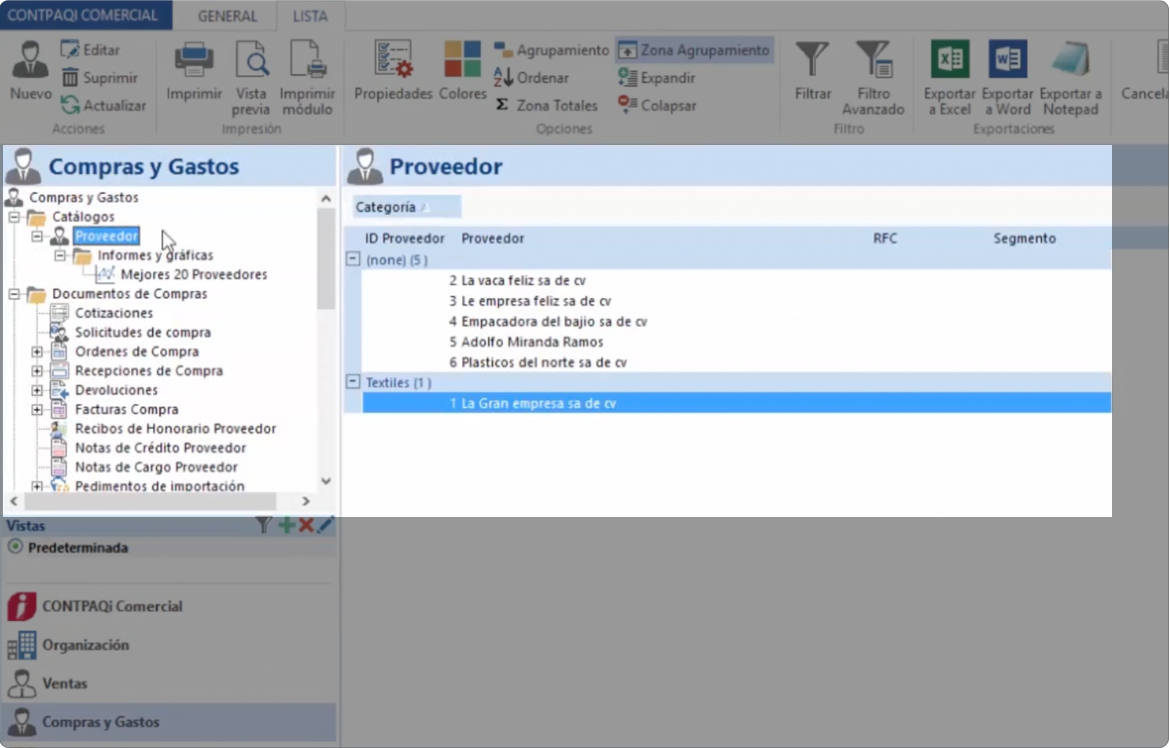 CONTPAQI COMERCIAL GENERAL LISTA
Nuevo
Editar
Suprimir
Actualizar
Acciones
Imprimir
Vista previa
Imprimir módulo
Impresión
Propiedades
Colores
Agrupamiento
Ordenar
Zona Totales
Zona Agrupamiento
Expandir
Colapsar
Opciones
Filtrar
Filtro Avanzado
Filtro
Exportar a Excel
Exportar a Word
Exportar a Notepad
Exportaciones
Compras y Gastos
Compras y Gastos
Catálogos
Proveedor
Informes y gráficas
Mejores 20 Proveedores
Documentos de Compras
Cotizaciones
Solicitudes de compra
Ordenes de Compra
Recepciones de Compra
Devoluciones
Facturas Compra
Recibos de Honorario Proveedor
Notas de Crédito Proveedor
Notas de Cargo Proveedor
Pedimentos de importación
Vistas
Predeterminada
CONTPAQi Comercial
Organización
Ventas
Compras y Gastos
Proveedor
Categoría
ID Proveedor Proveedor RFC Segmento
(none) (5 )
2 La vaca feliz sa de cv
3 Le empresa feliz sa de cv
4 Empacadora del bajio sa de cv
5 Adolfo Miranda Ramos
6 Plasticos del norte sa de cv
Textiles (1 )
1 La Gran empresa sa de cv